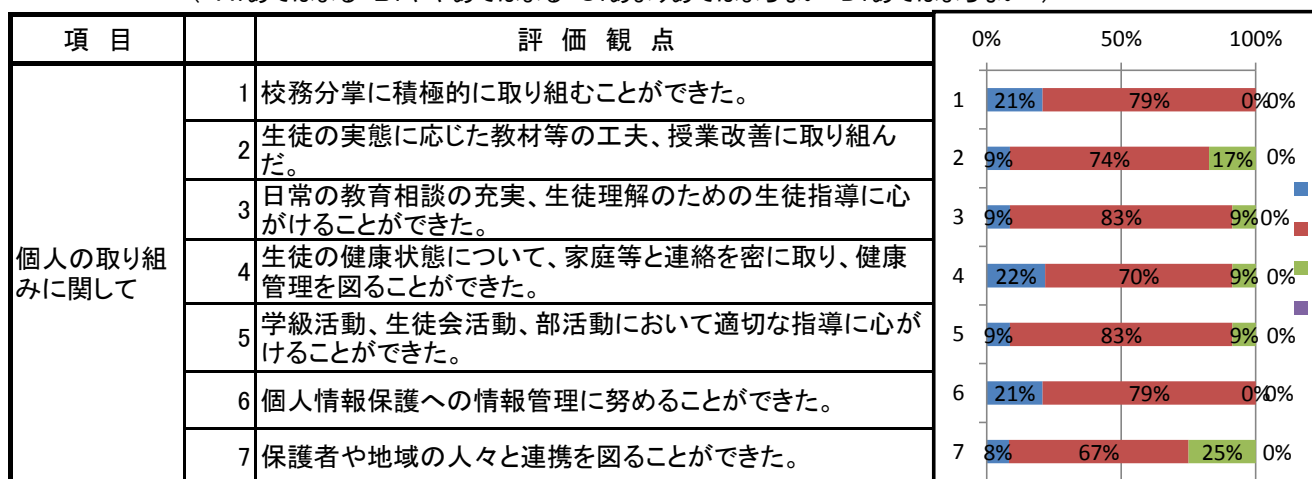 項 目 評 価 観 点
0% 50% 100%
個人の取り組
みに関して
1 校務分掌に積極的に取り組むことができた。
2 生徒の実態に応じた教材等の工夫、授業改善に取り組ん
だ。
3 日常の教育相談の充実、生徒理解のための生徒指導に心
がけることができた。
4 生徒の健康状態について、家庭等と連絡を密に取り、健康
管理を図ることができた。
5 学級活動、生徒会活動、部活動において適切な指導に心が
けることができた。
6 個人情報保護への情報管理に努めることができた。
7 保護者や地域の人々と連携を図ることができた。
1 21% 79% 0% 0%
2 9% 74% 17% 0%
3 9% 83% 9% 0%
4 22% 70% 9% 0%
5 9% 83% 9% 0%
6 21% 79% 0% 0%
7 8% 67% 25% 0%